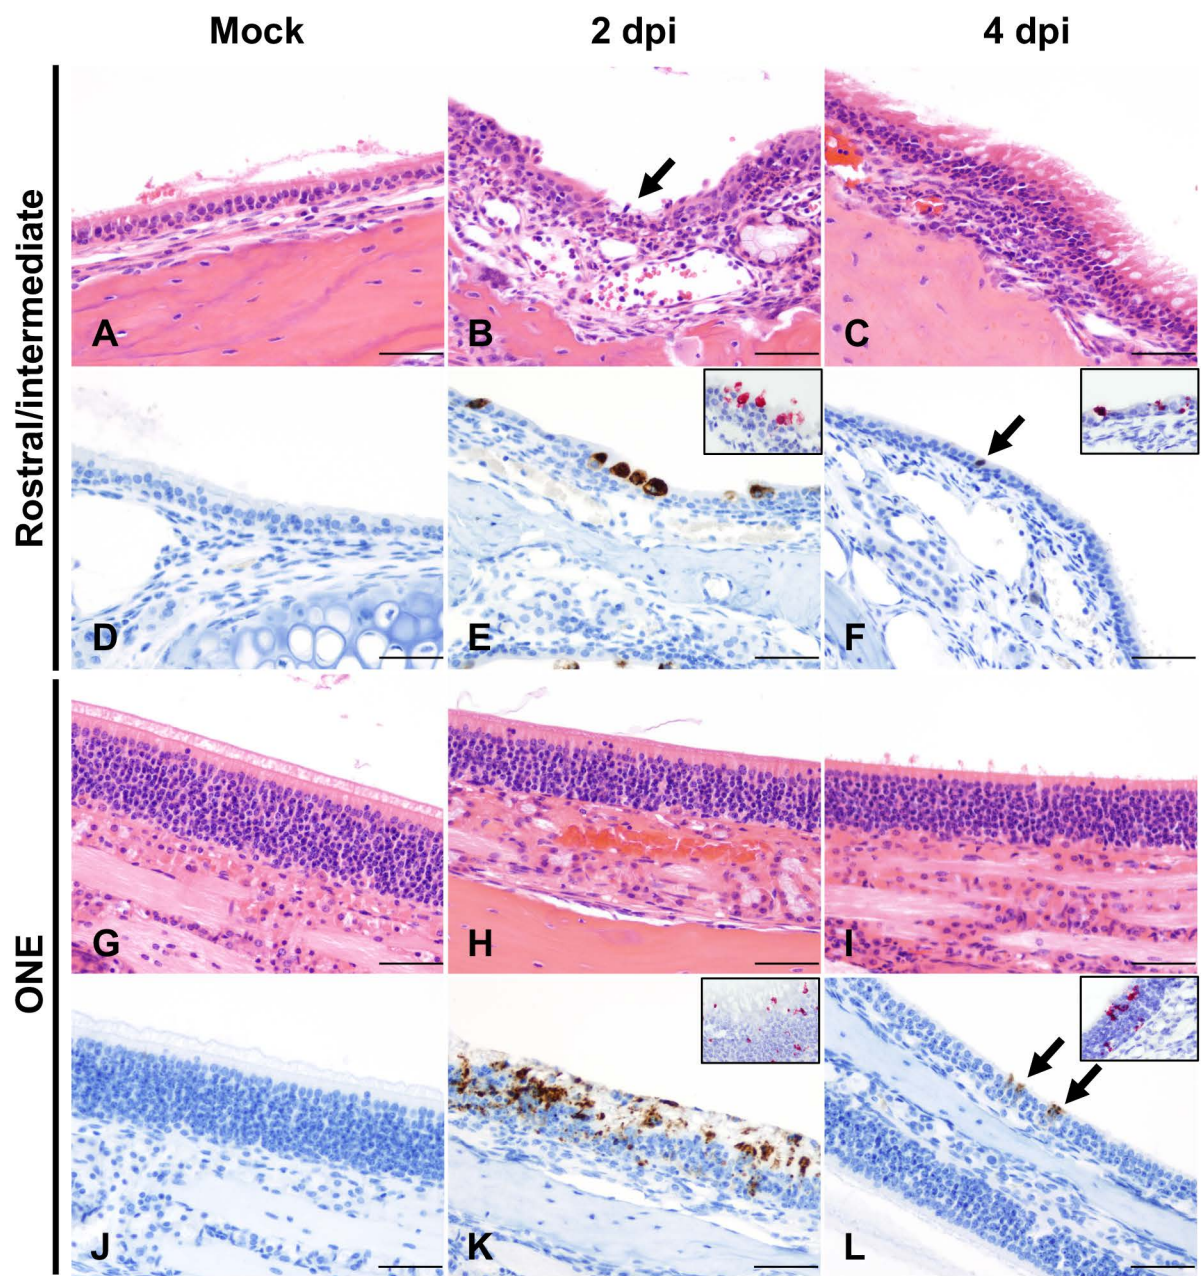 Mock 2 dpi 4 dpi
Rostral/intermediate
A B C
D E F
ONE
G H I
J K L